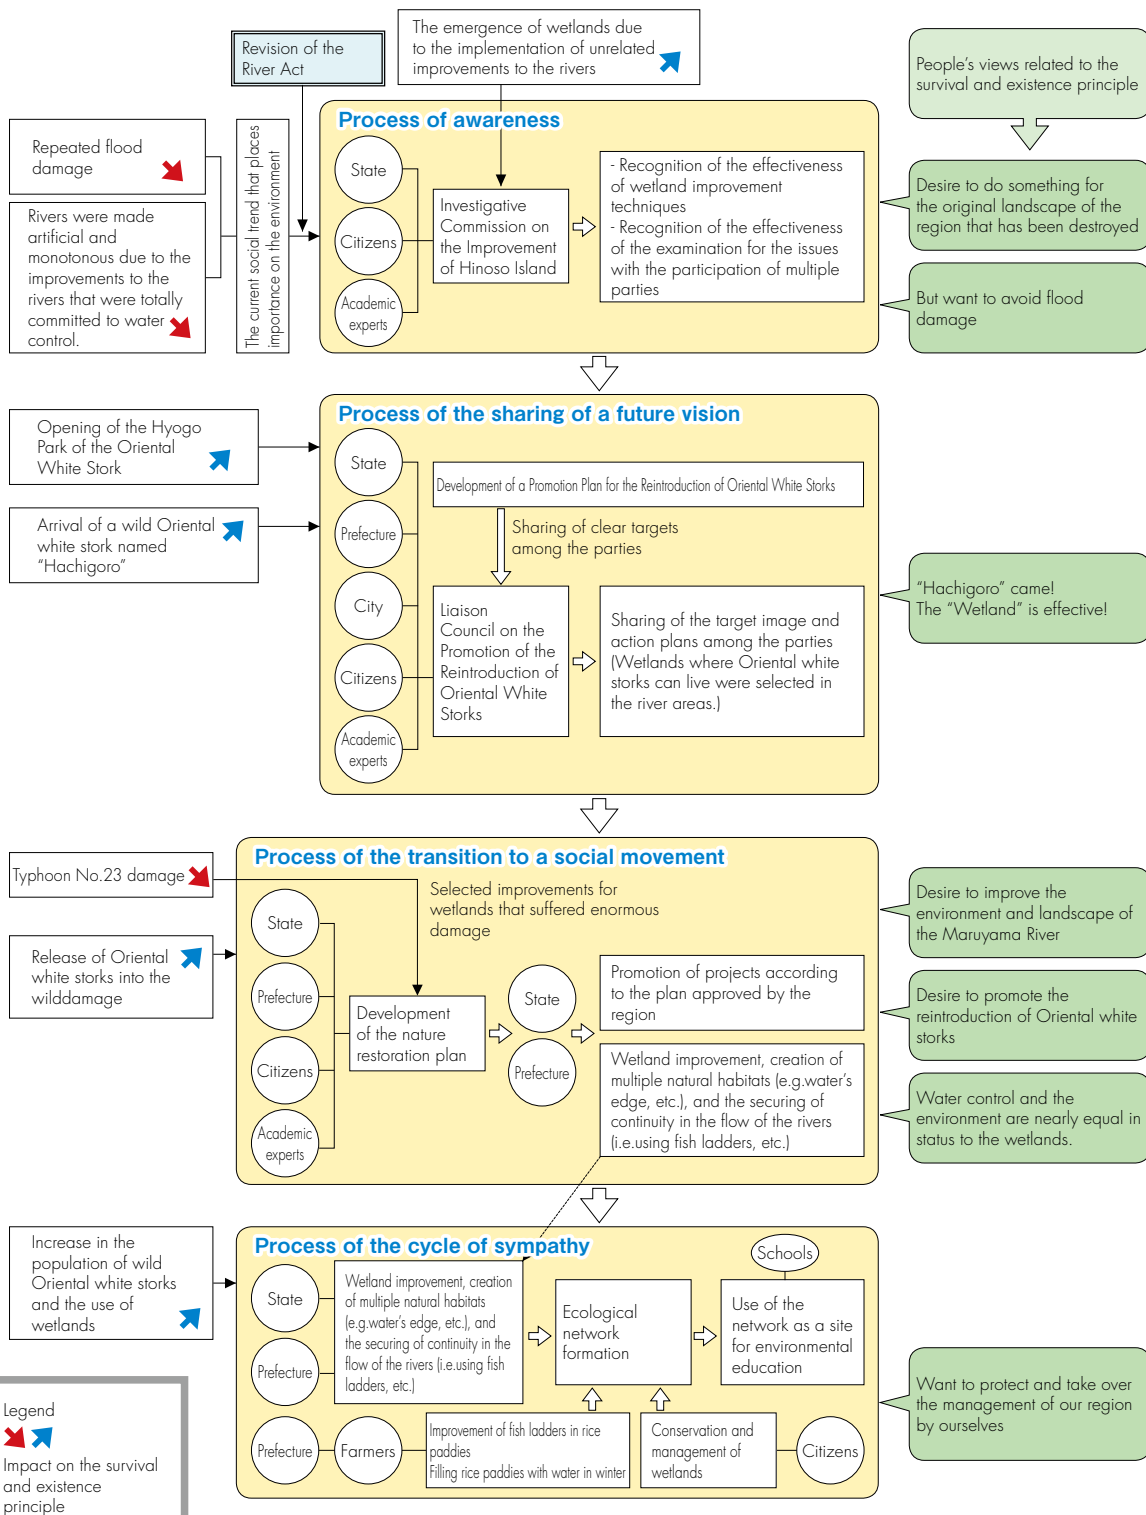 Revision of the
River Act
The emergence of wetlands due
to the implementation of unrelated
improvements to the rivers
People's views related to the
survival and existence principle
Repeated flood
damage
Rivers were made
artificial and
monotonous due to the
improvements to the
rivers that were totally
committed to water
control.
The current social trend that places
importance on the environment
Process of awareness
State
Citizens
Academic
experts
Investigative
Commission on
the Improvement
of Hinoso Island
- Recognition of the effectiveness
of wetland improvement
techniques
- Recognition of the effectiveness
of the examination for the issues
with the participation of multiple
parties
Desire to do something for
the original landscape of the
region that has been destroyed
But want to avoid flood
damage
Process of the sharing of a future vision
Opening of the Hyogo
Park of the Oriental
White Stork
Arrival of a wild Oriental
white stork named
“Hachigoro”
State
Prefecture
City
Citizens
Academic
experts
Development of a Promotion Plan for the Reintroduction of Oriental White Storks
Sharing of clear targets
among the parties
Liaison
Council on the
Promotion of the
Reintroduction of
Oriental White
Storks
Sharing of the target image and
action plans among the parties
(Wetlands where Oriental white
storks can live were selected in
the river areas.)
“Hachigoro” came!
The “Wetland” is effective!
Process of the transition to a social movement
Typhoon No.23 damage
Release of Oriental
white storks into the
wilddamage
State
Prefecture
Citizens
Academic
experts
Selected improvements for
wetlands that suffered enormous
damage
Development
of the nature
restoration plan
State
Prefecture
Promotion of projects according
to the plan approved by the
region
Wetland improvement, creation of
multiple natural habitats (e.g.water's
edge, etc.), and the securing of
continuity in the flow of the rivers
(i.e.using fish ladders, etc.)
Desire to improve the
environment and landscape of
the Maruyama River
Desire to promote the
reintroduction of Oriental white
storks
Water control and the
environment are nearly equal in
status to the wetlands.
Process of the cycle of sympathy
Increase in the
population of wild
Oriental white storks
and the use of
wetlands
State
Prefecture
Wetland improvement, creation
of multiple natural habitats
(e.g.water's edge, etc.), and
the securing of continuity in the
flow of the rivers (i.e.using fish
ladders, etc.)
Ecological
network
formation
Schools
Use of the
network as a site
for environmental
education
Prefecture
Farmers
Improvement of fish ladders in rice
paddies
Filling rice paddies with water in winter
Conservation and
management of
wetlands
Citizens
Want to protect and take over
the management of our region
by ourselves
Legend
Impact on the survival
and existence
principle